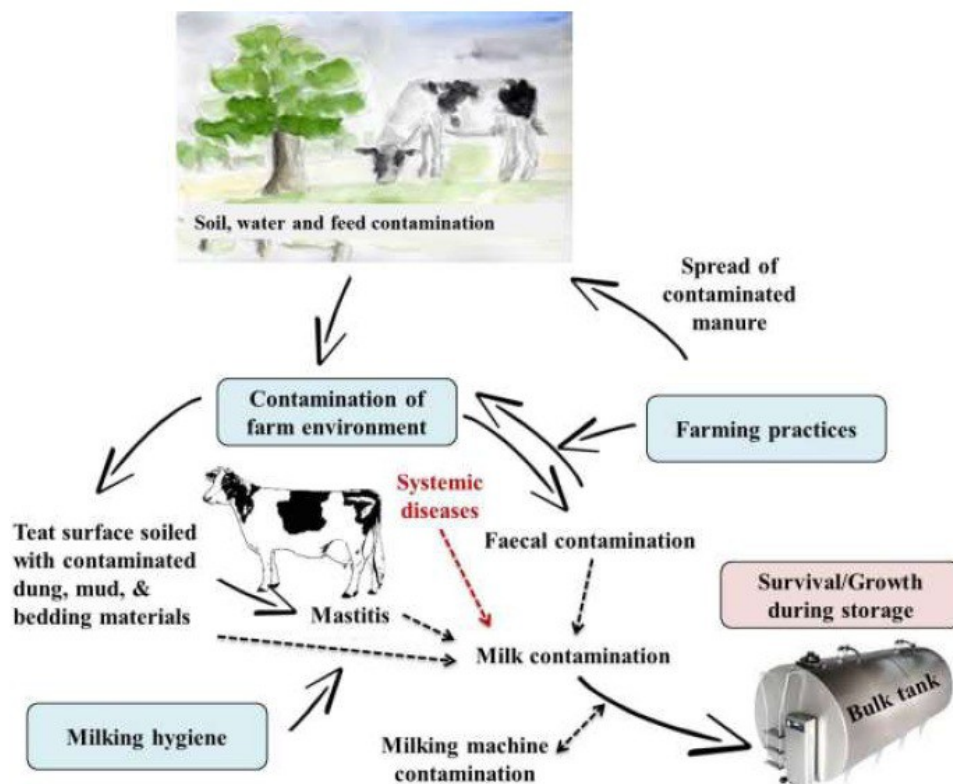 Soil, water and feed contamination
Spread of
contaminated
manure
Contamination of
farm environment
Farming practices
Systemic
diseases
Teat surface soiled
with contaminated
dung, mud, &
bedding materials
Faecal contamination
Mastitis
Survival/Growth
during storage
Milk contamination
Bulk tank
Milking hygiene
Milking machine
contamination